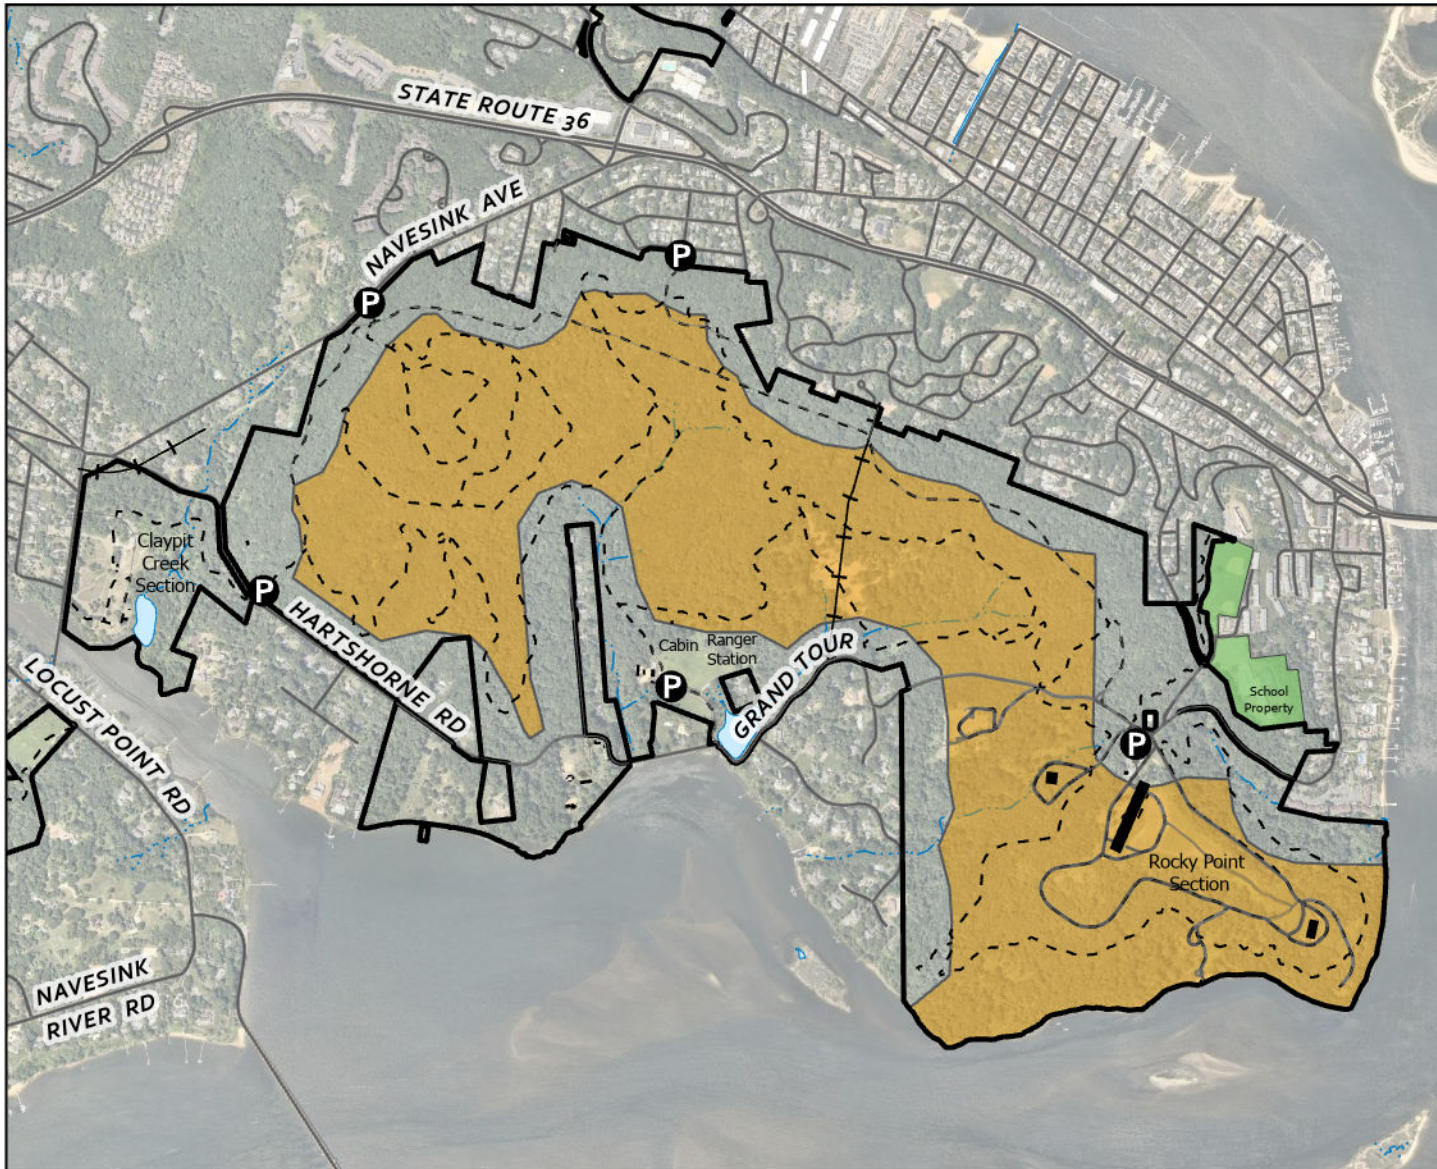 STATE ROUTE 36
NAVESINK AVE
P
P
Claypit
Creek
Section
P
HARTSHORNE RD
Cabin
Ranger
Station
P
GRAND TOUR
LOCUST POINT RD
School
Property
P
Rocky Point
Section
NAVESINK
RIVER RD